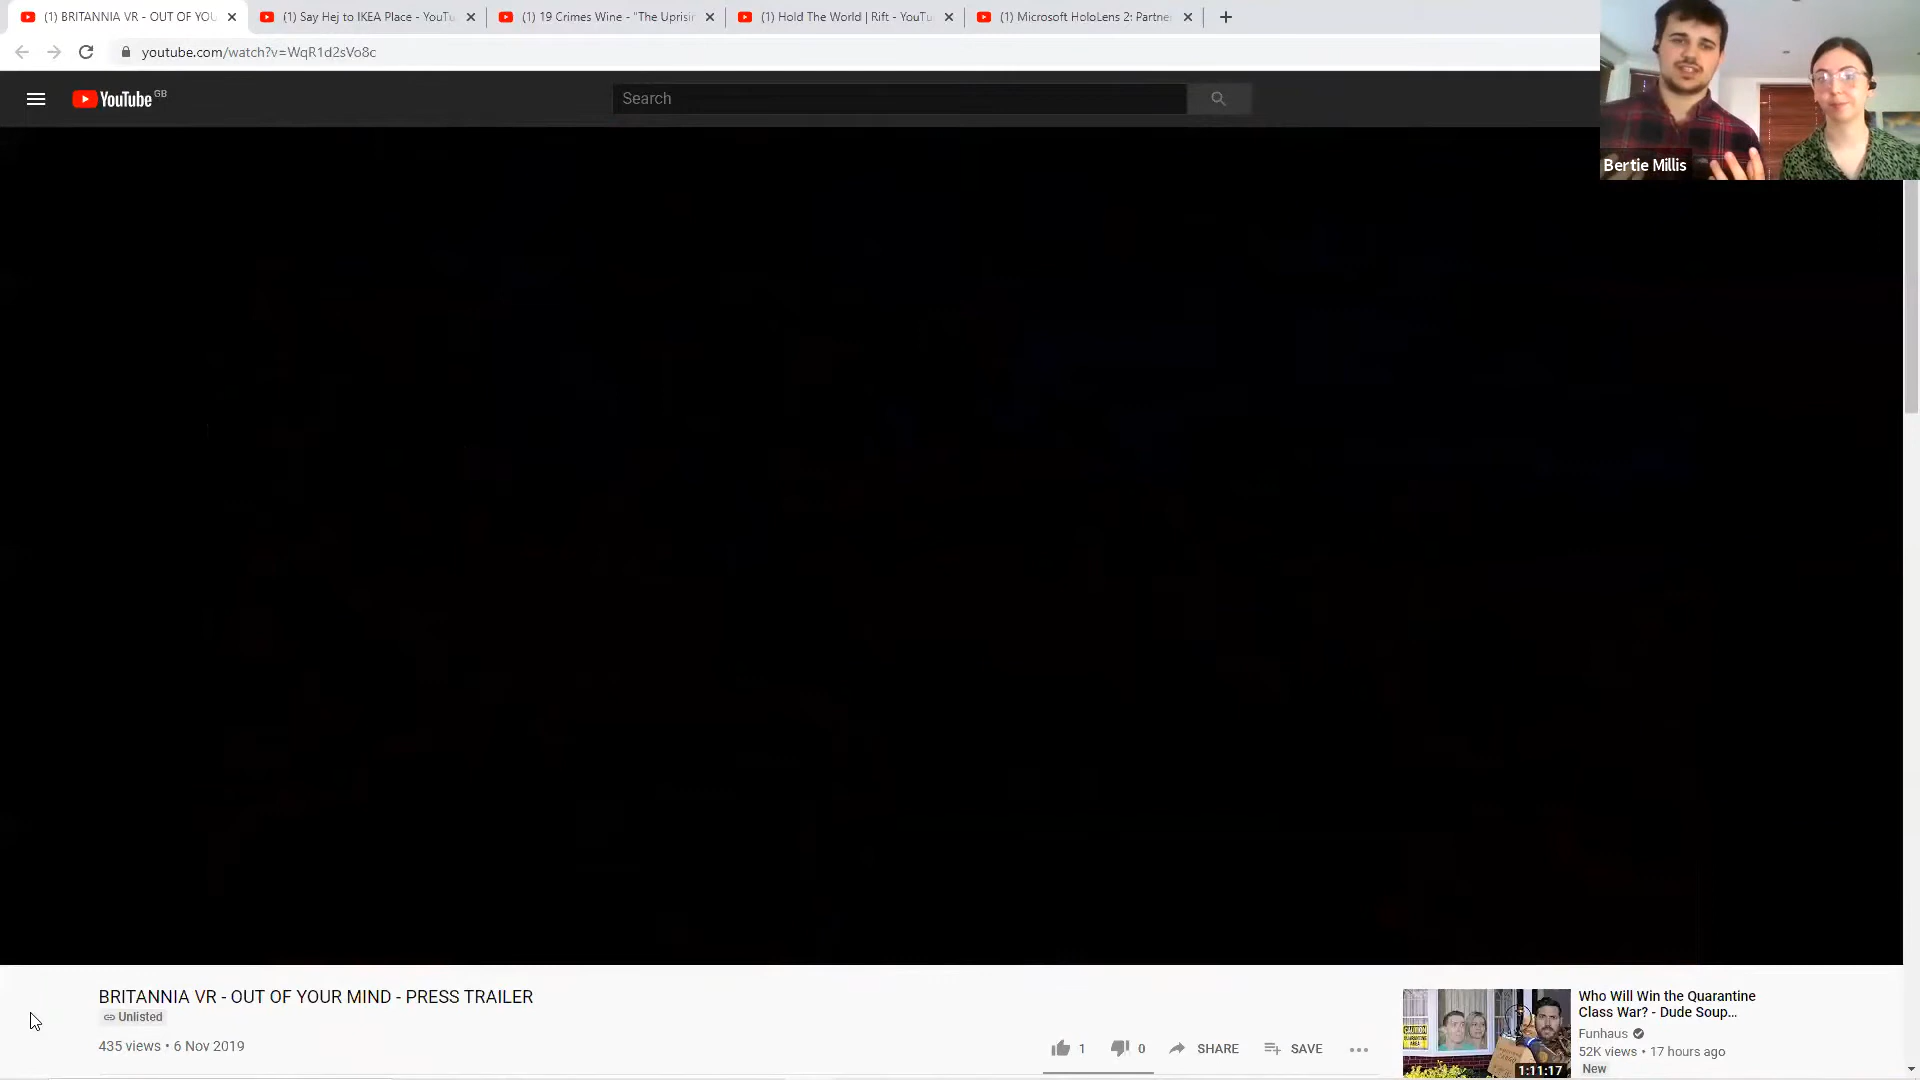 (1) BRITANNIA VR - OUT OF YOU
(1) Say Hej to IKEA Place - YouTu
(1) 19 Crimes Wine - "The Uprisin
(1) Hold The World | Rift - YouTu
(1) Microsoft HoloLens 2: Partne
youtube.com/watch?v=WqR1d2sVo8c
YouTube GB
Search
Bertie Millis
BRITANNIA VR - OUT OF YOUR MIND - PRESS TRAILER
Unlisted
435 views • 6 Nov 2019
1
0
SHARE
SAVE
CAUTION
1:11:17
Who Will Win the Quarantine
Class War? - Dude Soup...
Funhaus
52K views • 17 hours ago
New